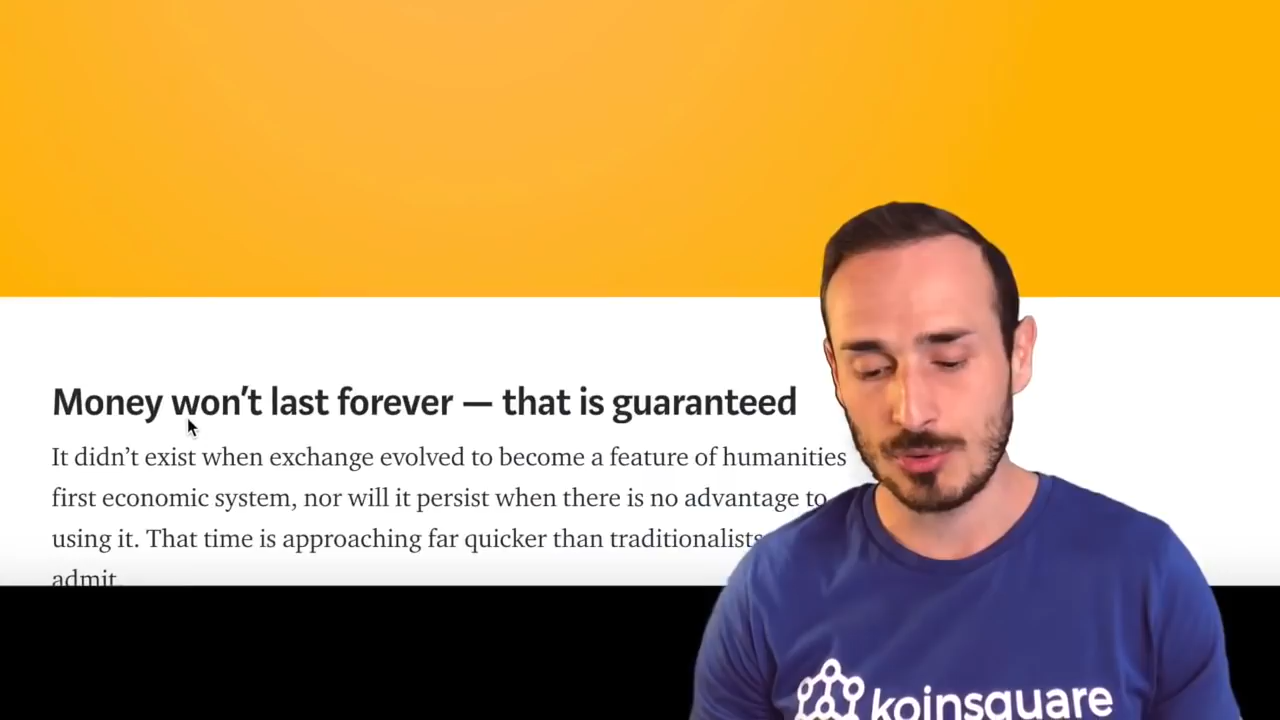 Money won’t last forever — that is guaranteed
It didn’t exist when exchange evolved to become a feature of humanities
first economic system, nor will it persist when there is no advantage to
using it. That time is approaching far quicker than traditionalists
admit.
koinsquare